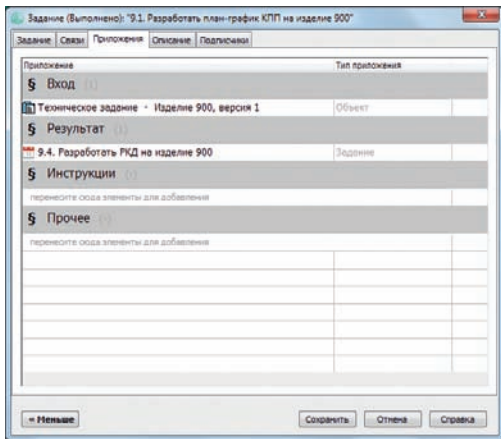 Задание (Выполнено): "9.1. Разработать план-график КПП на изделие 900"
Задание Связи Приложения Описание Подписчики
Приложение Тип приложения
§ Вход (1)
Техническое задание · Изделие 900, версия 1 Объект
§ Результат (1)
9.4. Разработать РКД на изделие 900 Задание
§ Инструкции (-)
перенесите сюда элементы для добавления
§ Прочее (-)
перенесите сюда элементы для добавления
« Меньше Сохранить Отмена Справка